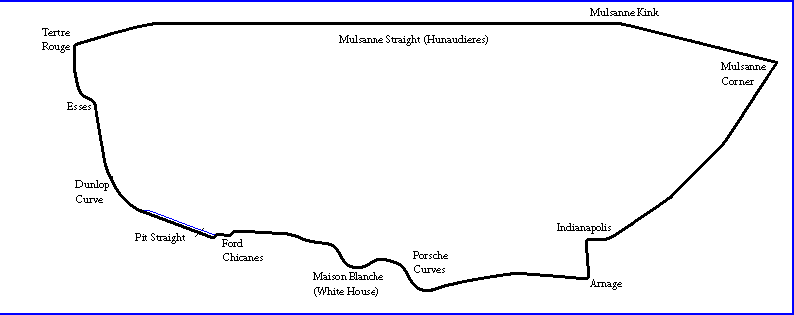 Mulsanne Kink
Tertre
Rouge
Mulsanne Straight (Hunaudieres)
Mulsanne
Corner
Esses
Dunlop
Curve
Pit Straight
Ford
Chicanes
Indianapolis
Porsche
Curves
Maison Blanche
(White House)
Arnage